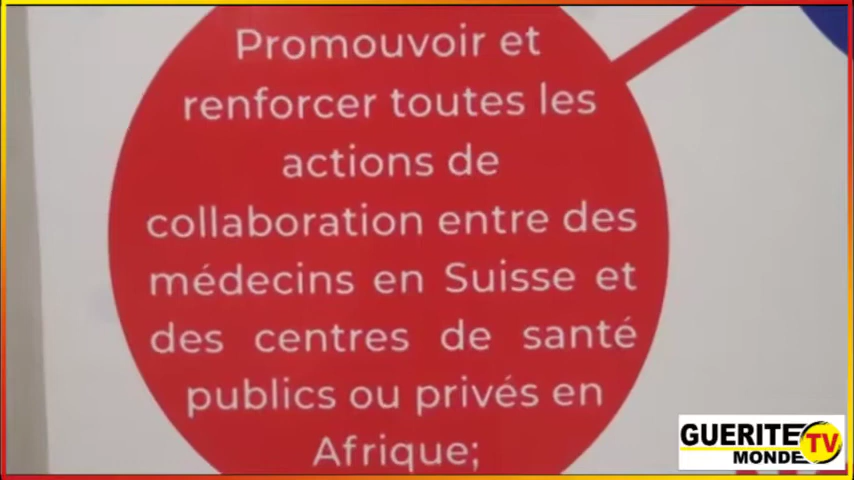 Promouvoir et
renforcer toutes les
actions de
collaboration entre des
médecins en Suisse et
des centres de santé
publics ou privés en
Afrique;
GUERITE
MONDE
TV